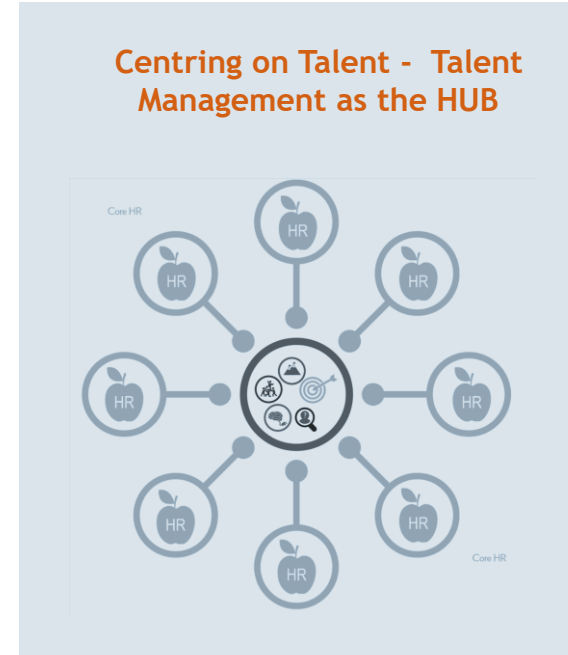 Centring on Talent - Talent
Management as the HUB
Core HR
HR
HR
HR
HR
HR
HR
HR
HR
Core HR